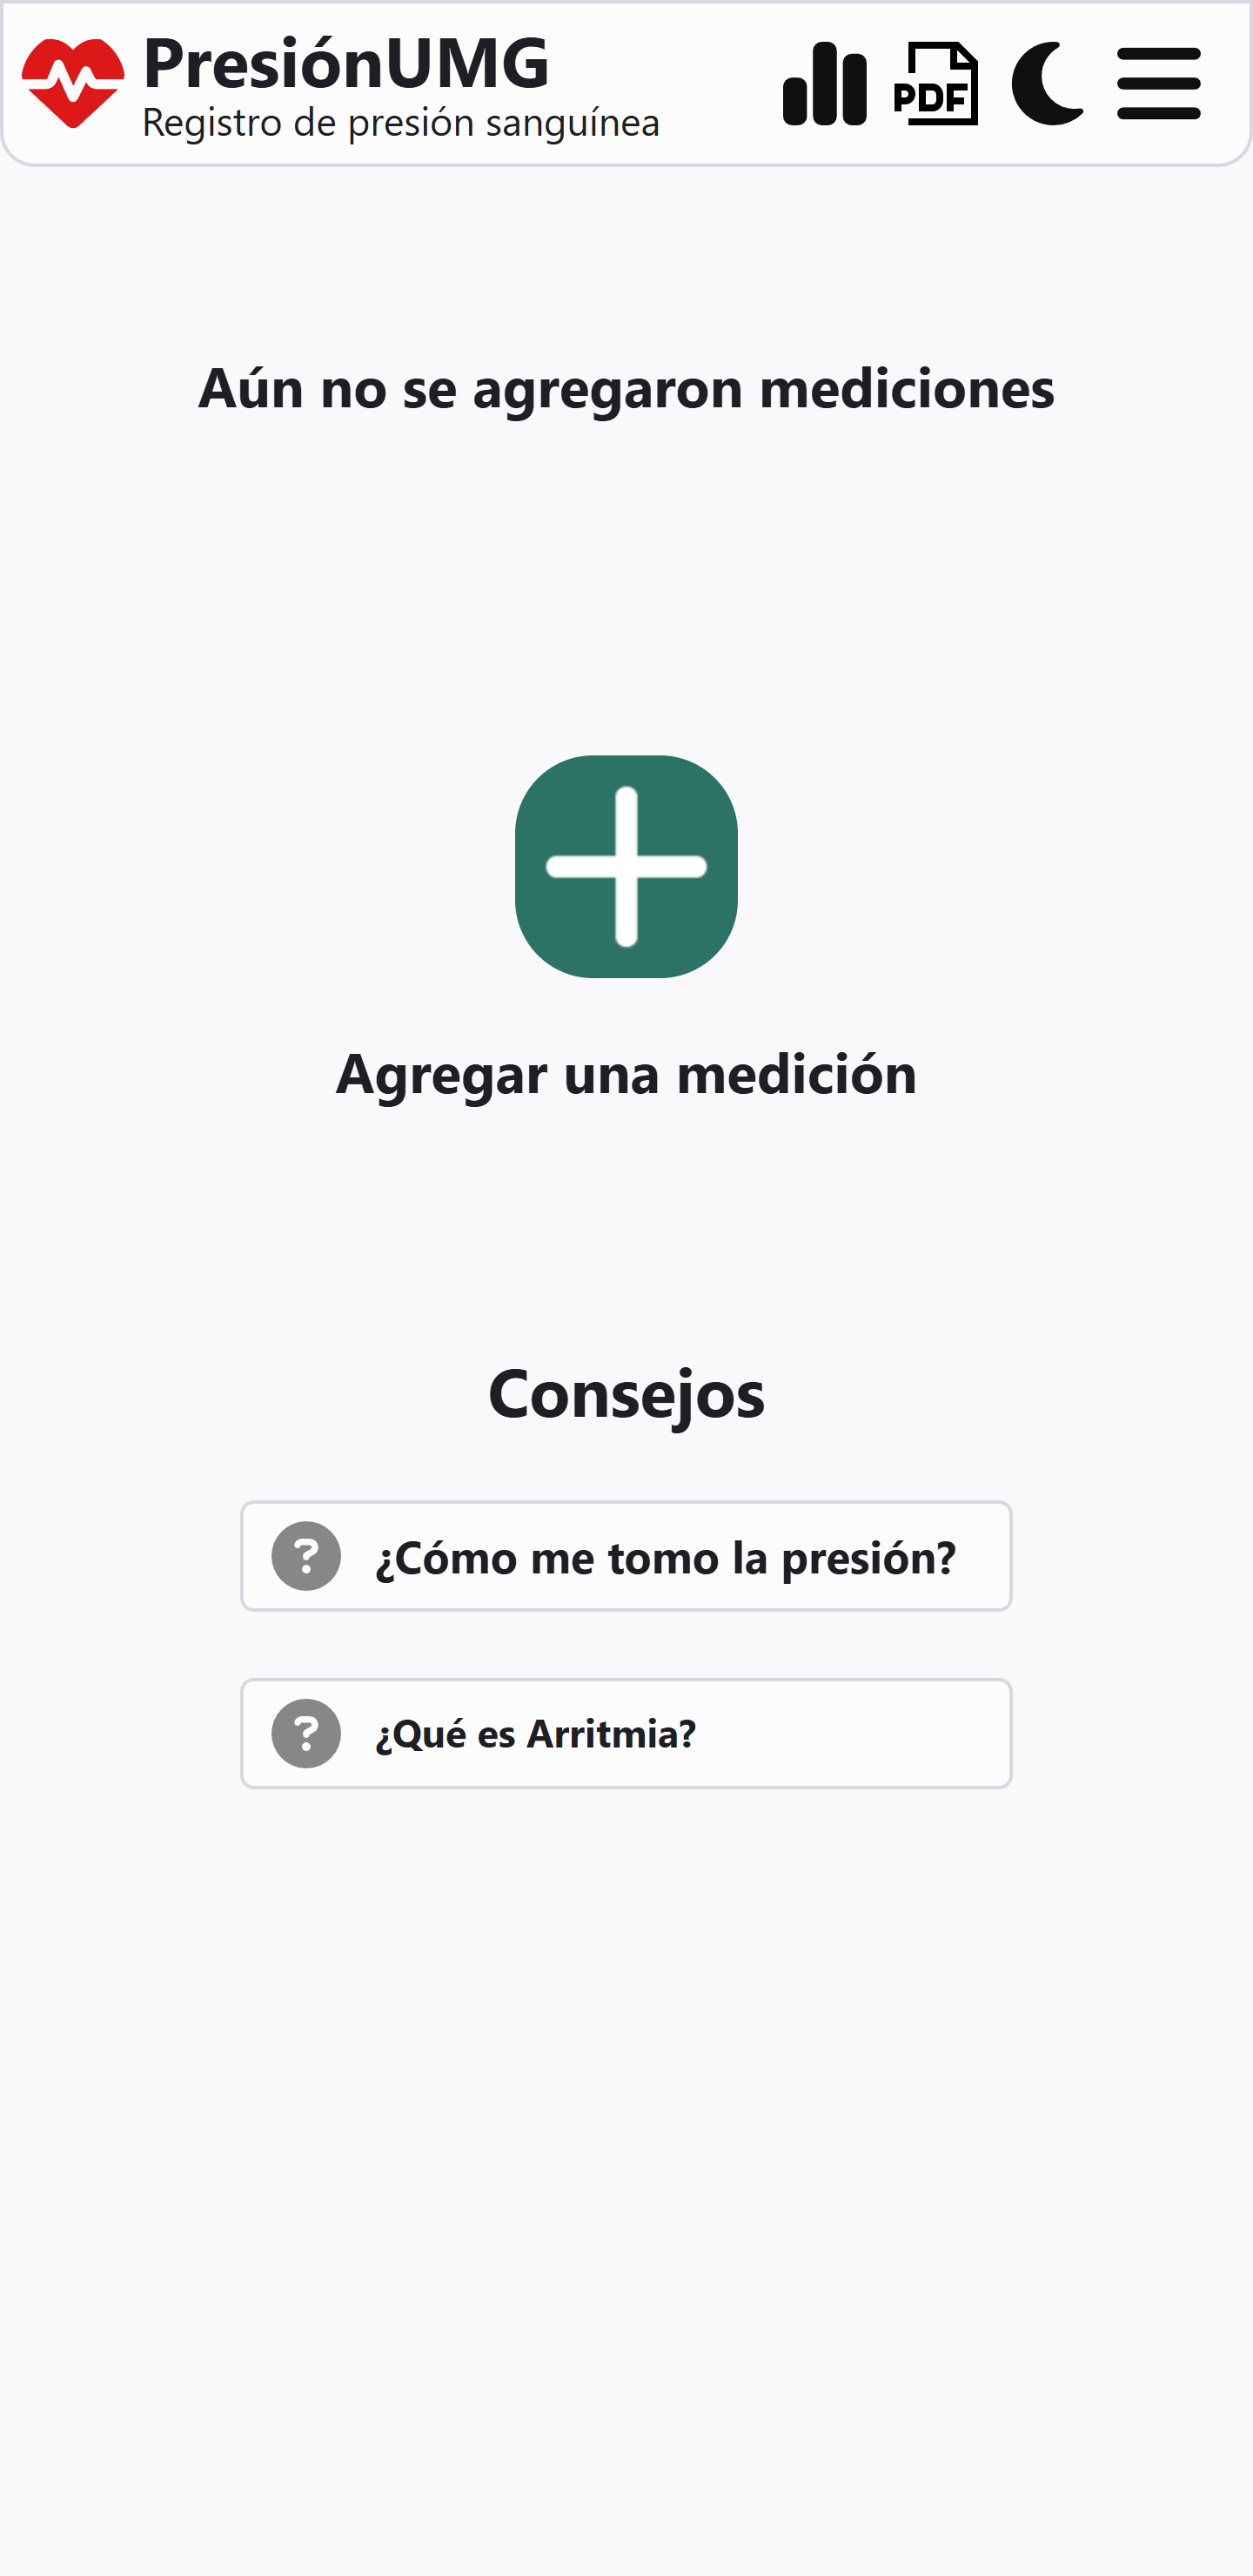 PresiónUMG
Registro de presión sanguínea
PDF
Aún no se agregaron mediciones
Agregar una medición
Consejos
? ¿Cómo me tomo la presión?
? ¿Qué es Arritmia?